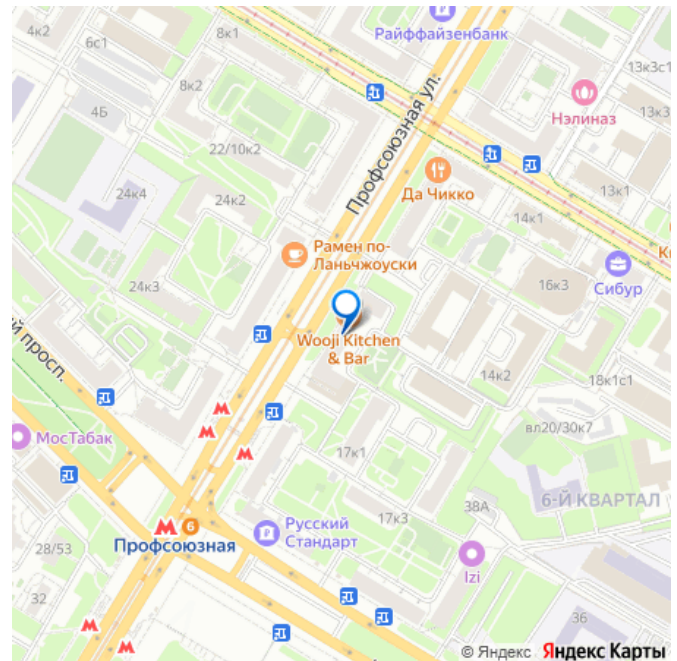 Райффайзенбанк
4к2
6с1
8к1
13к3с1
8к2
Нэлиназ
13к3
4Б
Профсоюзная ул.
22/10к2
Да Чикко
13к1
24к4
24к2
14к1
Рамен по-
Ланьчжоуски
Сибур
16к3
24к3
Wooji Kitchen
& Bar
14к2
18к1с1
просп.
вл20/30к7
МосТабак
17к1
6-Й КВАРТАЛ
38А
17к3
6
Профсоюзная
Русский
Стандарт
28/53
Izi
32
36
© Яндекс Яндекс Карты